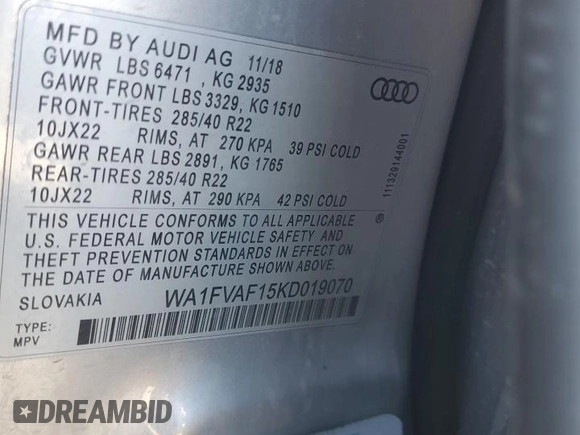 MFD BY AUDI AG 11/18
GVWR LBS 6471 , KG 2935
GAWR FRONT LBS 3329, KG 1510
FRONT-TIRES 285/40 R22
10JX22 RIMS, AT 270 KPA 39 PSI COLD
GAWR REAR LBS 2891, KG 1765
REAR-TIRES 285/40 R22
10JX22 RIMS, AT 290 KPA 42 PSI COLD
THIS VEHICLE CONFORMS TO ALL APPLICABLE
U.S. FEDERAL MOTOR VEHICLE SAFETY AND
THEFT PREVENTION STANDARDS IN EFFECT ON
THE DATE OF MANUFACTURE SHOWN ABOVE.
SLOVAKIA WA1FVAF15KD019070
TYPE:
MPV
® 111329144001
DREAMBID